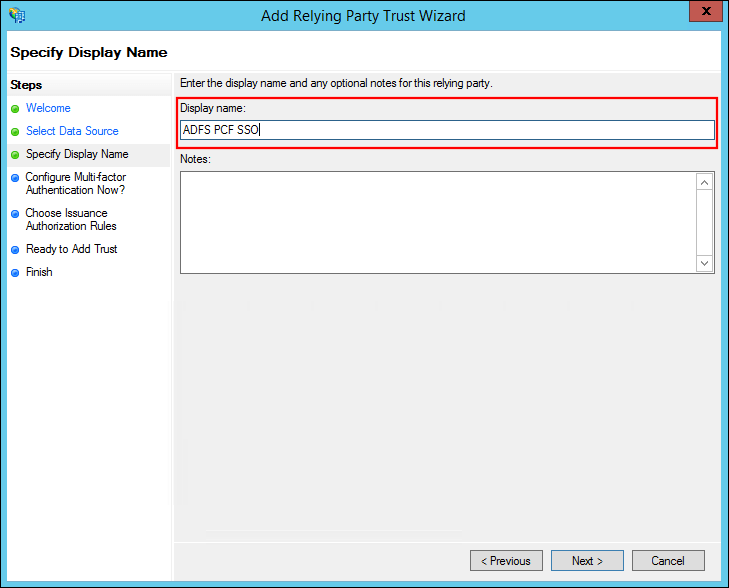 Add Relying Party Trust Wizard
X
Specify Display Name
Steps
Welcome
Select Data Source
Specify Display Name
Configure Multi-factor
Authentication Now?
Choose Issuance
Authorization Rules
Ready to Add Trust
Finish
Enter the display name and any optional notes for this relying party.
Display name:
ADFS PCF SSO
Notes:
< Previous
Next >
Cancel